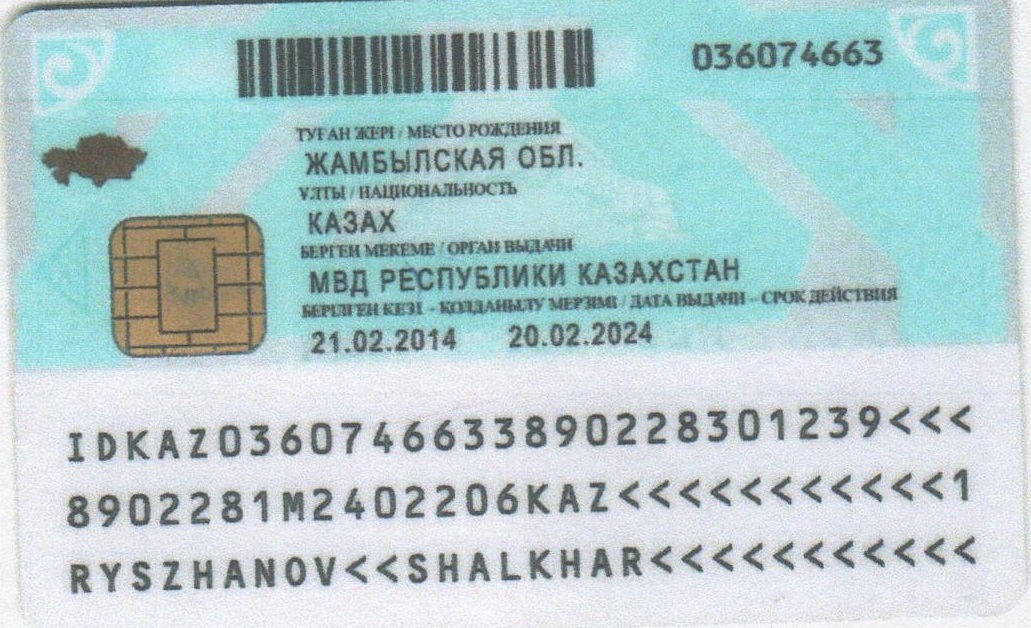 036074663
ТУҒАН ЖЕРІ / МЕСТО РОЖДЕНИЯ
ЖАМБЫЛСКАЯ ОБЛ.
ҰЛТЫ / НАЦИОНАЛЬНОСТЬ
КАЗАХ
БЕРГЕН МЕКЕМЕ / ОРГАН ВЫДАЧИ
МВД РЕСПУБЛИКИ КАЗАХСТАН
БЕРІЛГЕН КЕЗІ - ҚОЛДАНЫЛУ МЕРЗІМІ / ДАТА ВЫДАЧИ - СРОК ДЕЙСТВИЯ
21.02.2014 20.02.2024
IDKAZ0360746633890228301239<<<
8902281M2402206KAZ<<<<<<<<<<<1
RYSZHANOV<<SHALKHAR<<<<<<<<<<<